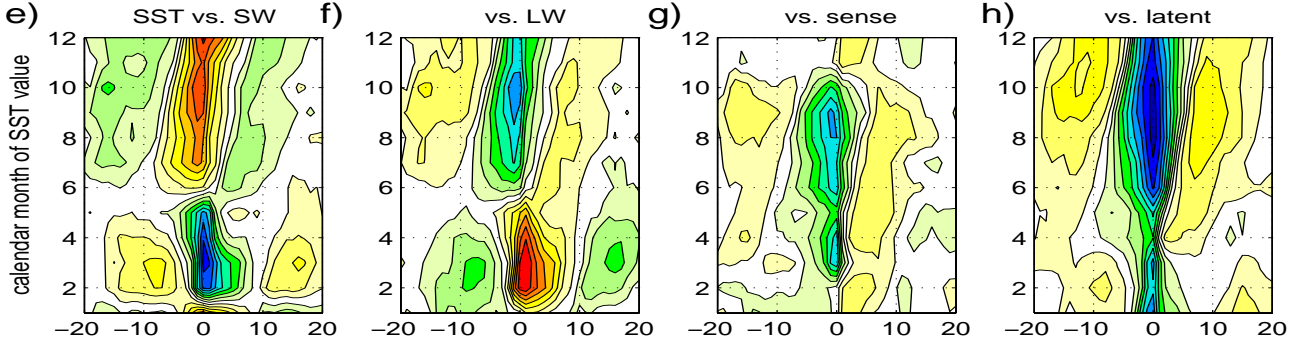 e) SST vs. SW f) vs. LW g) vs. sense h) vs. latent
calendar month of SST value
12 12 12 12
10 10 10 10
8 8 8 8
6 6 6 6
4 4 4 4
2 2 2 2
−20 −10 0 10 20 −20 −10 0 10 20 −20 −10 0 10 20 −20 −10 0 10 20